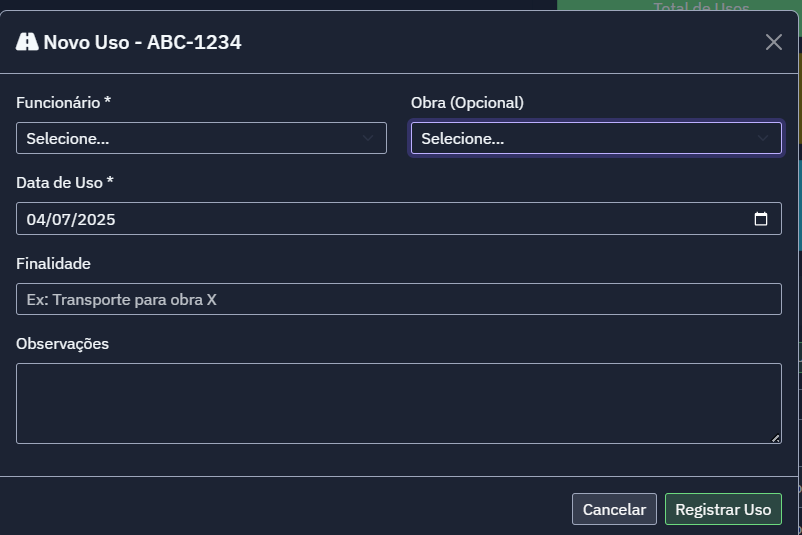 Total de Usos
Novo Uso - ABC-1234
Funcionário *
Obra (Opcional)
Selecione...
Selecione...
Data de Uso *
04/07/2025
Finalidade
Ex: Transporte para obra X
Observações
Cancelar
Registrar Uso